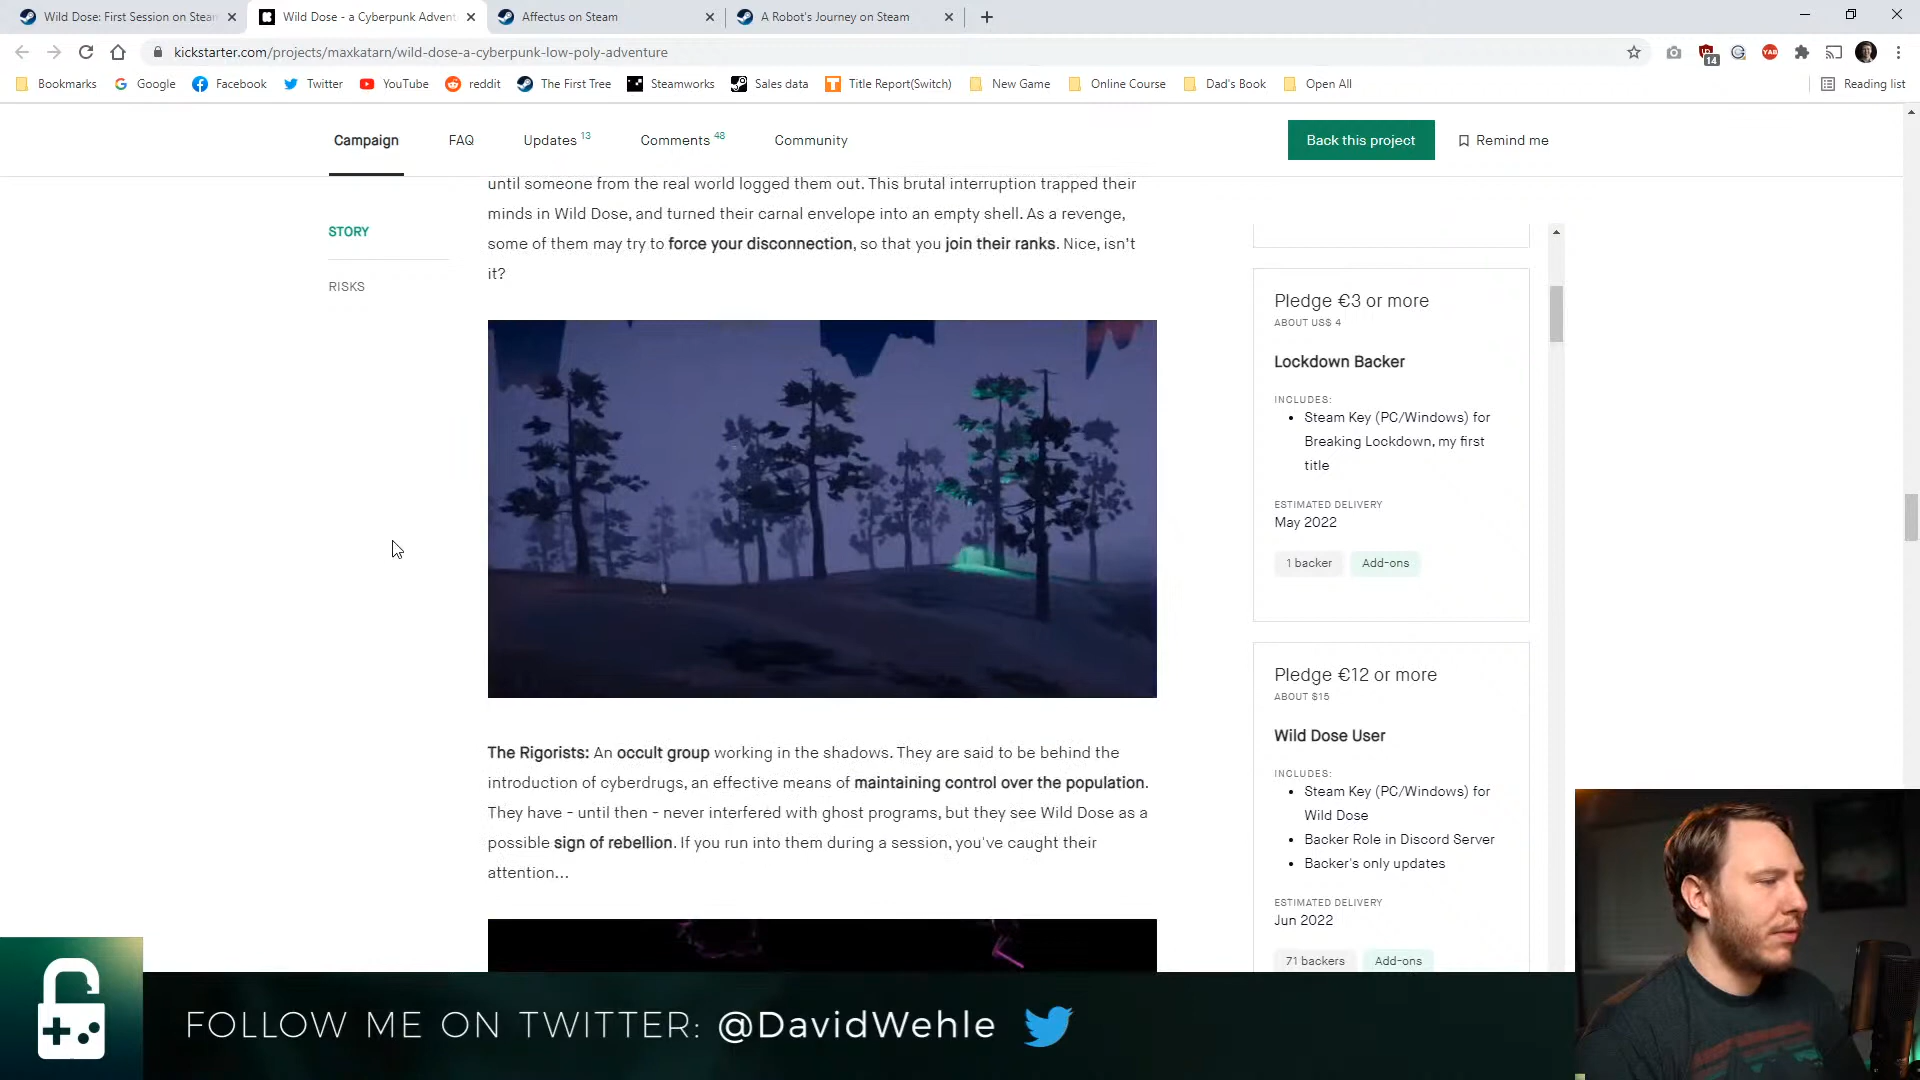 Wild Dose: First Session on Steam
Wild Dose - a Cyberpunk Advent
Affectus on Steam
A Robot's Journey on Steam
kickstarter.com/projects/maxkatarn/wild-dose-a-cyberpunk-low-poly-adventure
14
Bookmarks
Google
Facebook
Twitter
YouTube
reddit
The First Tree
Steamworks
Sales data
Title Report(Switch)
New Game
Online Course
Dad's Book
Open All
Reading list
Campaign
FAQ
Updates 13
Comments 48
Community
Back this project
Remind me
STORY
RISKS
until someone from the real world logged them out. This brutal interruption trapped their
minds in Wild Dose, and turned their carnal envelope into an empty shell. As a revenge,
some of them may try to force your disconnection, so that you join their ranks. Nice, isn't
it?
The Rigorists: An occult group working in the shadows. They are said to be behind the
introduction of cyberdrugs, an effective means of maintaining control over the population.
They have - until then - never interfered with ghost programs, but they see Wild Dose as a
possible sign of rebellion. If you run into them during a session, you've caught their
attention...
Pledge €3 or more
ABOUT US$ 4
Lockdown Backer
INCLUDES:
• Steam Key (PC/Windows) for
Breaking Lockdown, my first
title
ESTIMATED DELIVERY
May 2022
1 backer
Add-ons
Pledge €12 or more
ABOUT $15
Wild Dose User
INCLUDES:
• Steam Key (PC/Windows) for
Wild Dose
• Backer Role in Discord Server
• Backer's only updates
ESTIMATED DELIVERY
Jun 2022
71 backers
Add-ons
FOLLOW ME ON TWITTER: @DavidWehle